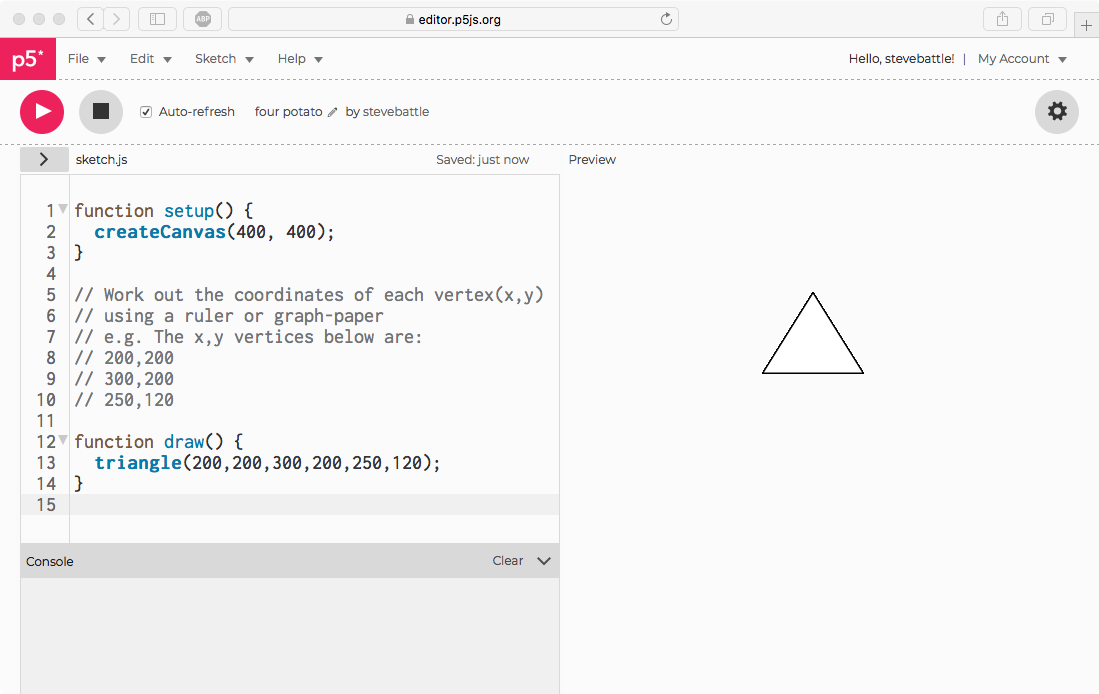 ABP
editor.p5js.org
p5*
File Edit Sketch Help Hello, stevebattle! | My Account
Auto-refresh four potato by stevebattle
sketch.js Saved: just now Preview
1 function setup() {
2 createCanvas(400, 400);
3 }
4
5 // Work out the coordinates of each vertex(x,y)
6 // using a ruler or graph-paper
7 // e.g. The x,y vertices below are:
8 // 200,200
9 // 300,200
10 // 250,120
11
12 function draw() {
13 triangle(200,200,300,200,250,120);
14 }
15
Console Clear